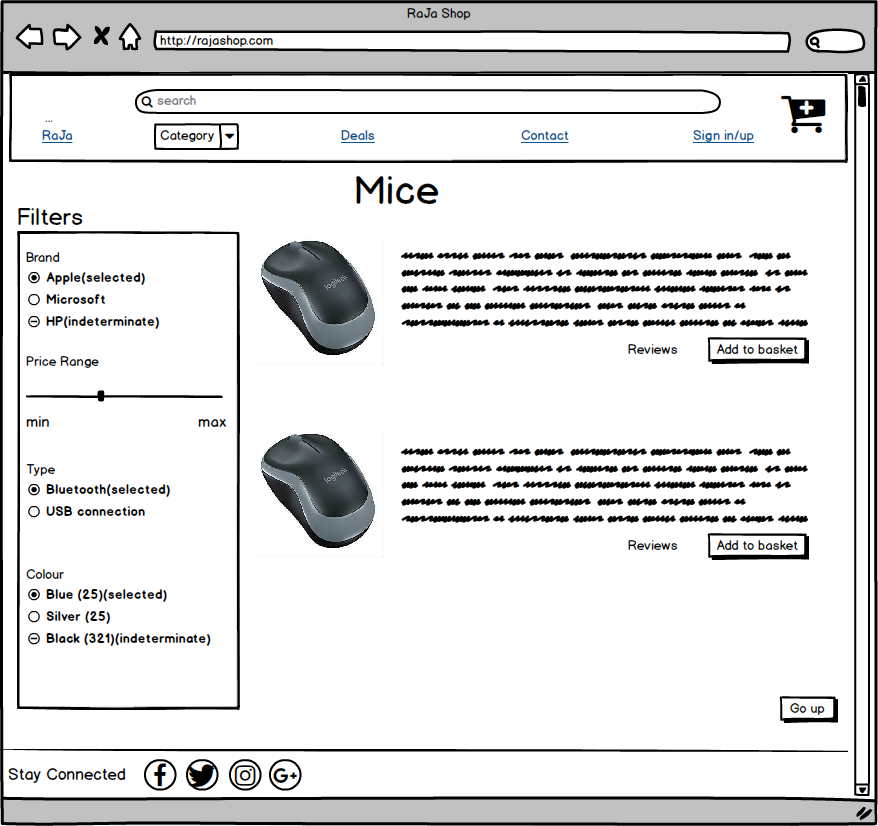 RaJa Shop
http://rajashop.com
search
...
RaJa
Category
Deals
Contact
Sign in/up
Mice
Filters
Brand
Apple(selected)
Microsoft
HP(indeterminate)
Price Range
min max
Type
Bluetooth(selected)
USB connection
Colour
Blue (25)(selected)
Silver (25)
Black (321)(indeterminate)
logitech
Reviews
Add to basket
logitech
Reviews
Add to basket
Go up
Stay Connected
G+